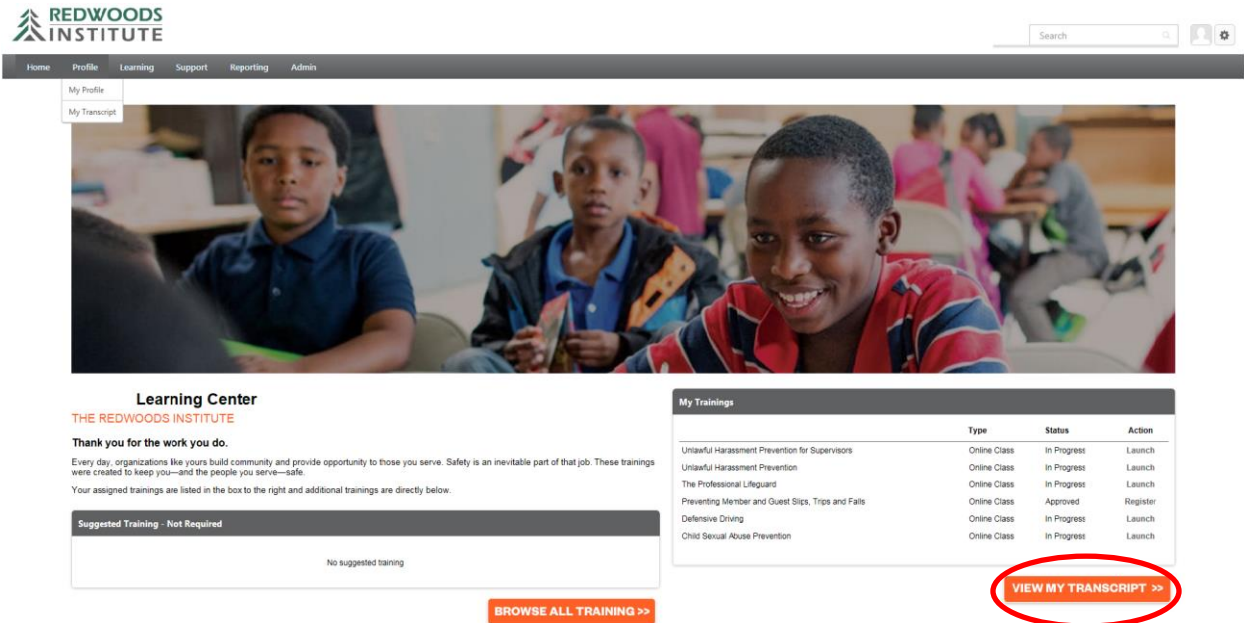 REDWOODS
INSTITUTE
Search
Home Profile Learning Support Reporting Admin
My Profile
My Transcript
Learning Center
THE REDWOODS INSTITUTE
Thank you for the work you do.
Every day, organizations like yours build community and provide opportunity to those you serve. Safety is an inevitable part of that job. These trainings
were created to keep you—and the people you serve—safe.
Your assigned trainings are listed in the box to the right and additional trainings are directly below.
Suggested Training - Not Required
No suggested training
BROWSE ALL TRAINING >>
My Trainings
Type Status Action
Unlawful Harassment Prevention for Supervisors Online Class In Progress Launch
Unlawful Harassment Prevention Online Class In Progress Launch
The Professional Lifeguard Online Class In Progress Launch
Preventing Member and Guest Slips, Trips and Falls Online Class Approved Register
Defensive Driving Online Class In Progress Launch
Child Sexual Abuse Prevention Online Class In Progress Launch
VIEW MY TRANSCRIPT >>